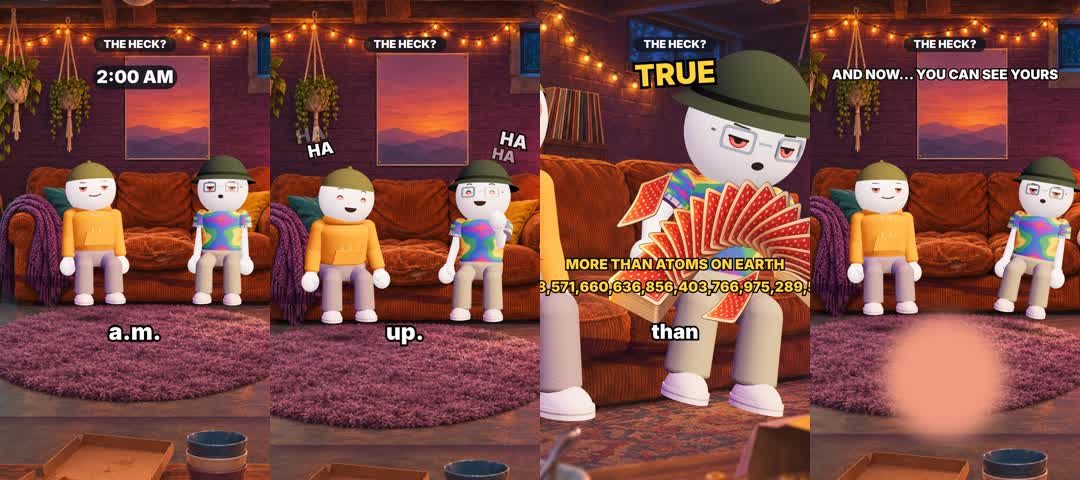 THE HECK?
2:00 AM
a.m.
THE HECK?
HA
HA
HA
HA
up.
THE HECK?
TRUE
MORE THAN ATOMS ON EARTH
8,571,660,636,856,403,766,975,289,
than
THE HECK?
AND NOW... YOU CAN SEE YOURS